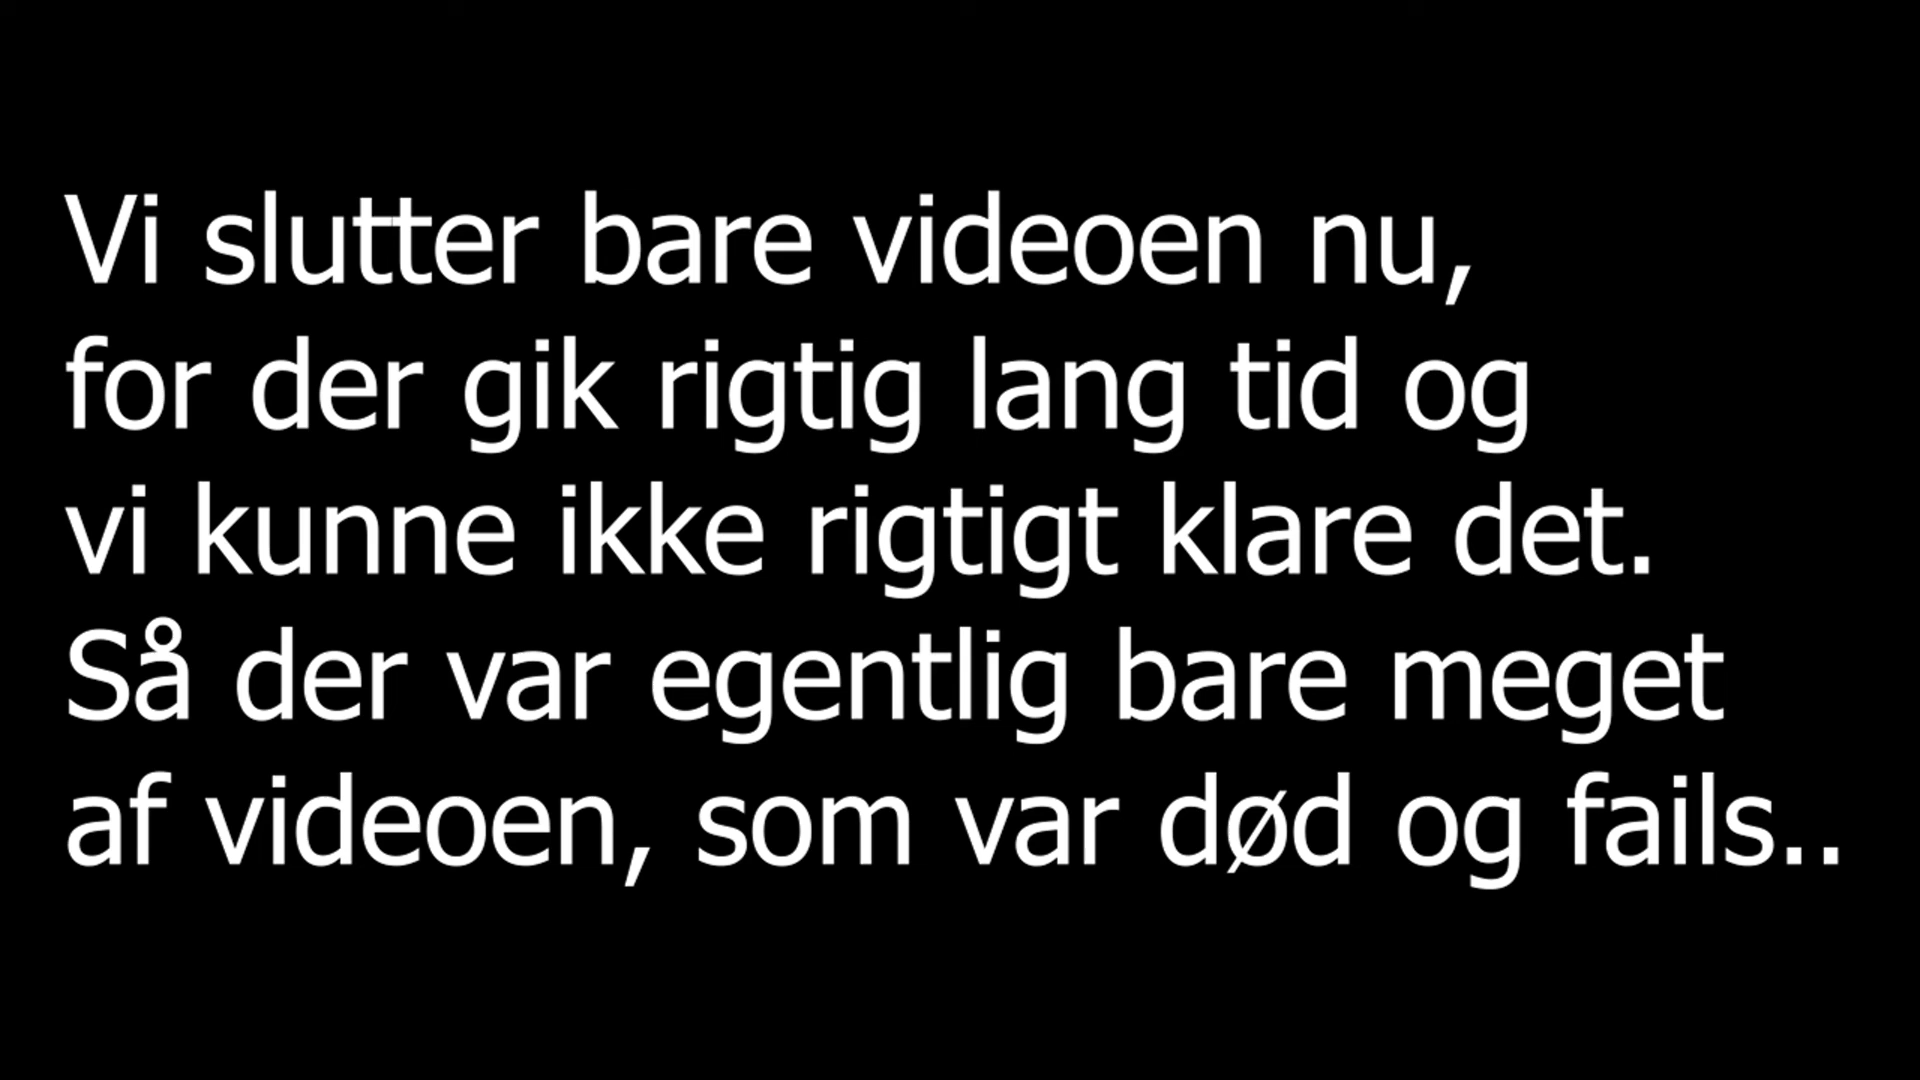 Vi slutter bare videoen nu,
for der gik rigtig lang tid og
vi kunne ikke rigtigt klare det.
Så der var egentlig bare meget
af videoen, som var død og fails..